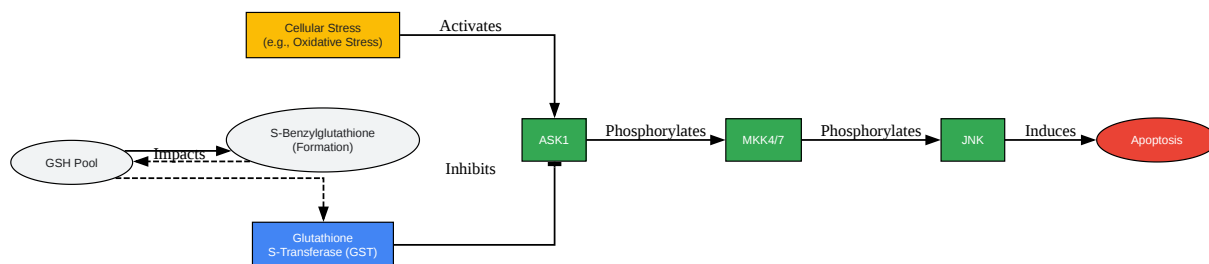 Cellular Stress
(e.g., Oxidative Stress)
Activates
S-Benzylglutathione
(Formation)
GSH Pool
Impacts
Inhibits
ASK1
Phosphorylates
MKK4/7
Phosphorylates
JNK
Induces
Apoptosis
Glutathione
S-Transferase (GST)